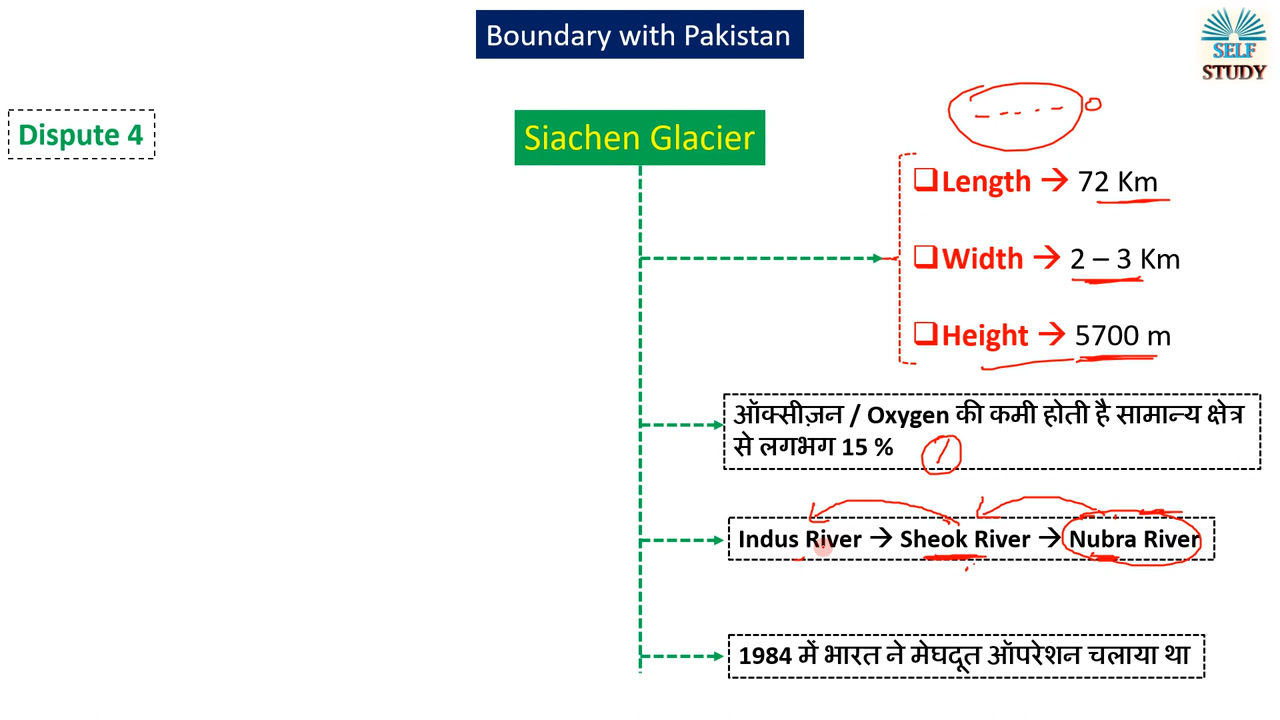 Boundary with Pakistan
SELF
STUDY
Dispute 4
Siachen Glacier
❑Length → 72 Km
❑Width → 2 – 3 Km
❑Height → 5700 m
ऑक्सीज़न / Oxygen की कमी होती है सामान्य क्षेत्र
से लगभग 15 %
Indus River → Sheok River → Nubra River
1984 में भारत ने मेघदूत ऑपरेशन चलाया था